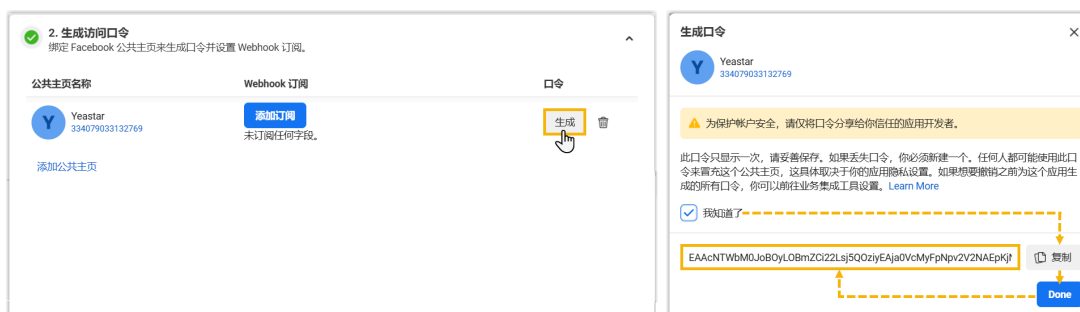 2. 生成访问口令
绑定 Facebook 公共主页来生成口令并设置 Webhook 订阅。
公共主页名称 Webhook 订阅 口令
Y Yeastar 添加订阅 生成
334079033132769 未订阅任何字段。
添加公共主页
生成口令
Y Yeastar
334079033132769
为保护帐户安全，请仅将口令分享给你信任的应用开发者。
此口令只显示一次，请妥善保存。如果丢失口令，你必须新建一个。任何人都可能使用此口
令来冒充这个公共主页，这具体取决于你的应用隐私设置。如果想要撤销之前为这个应用生
成的所有口令，你可以前往业务集成工具设置。Learn More
我知道了
EAAcNTWbM0JoBOyLOBmZCi22Lsj5QOziyEAja0VcMyFpNpv2V2NAEpKjN 复制
Done